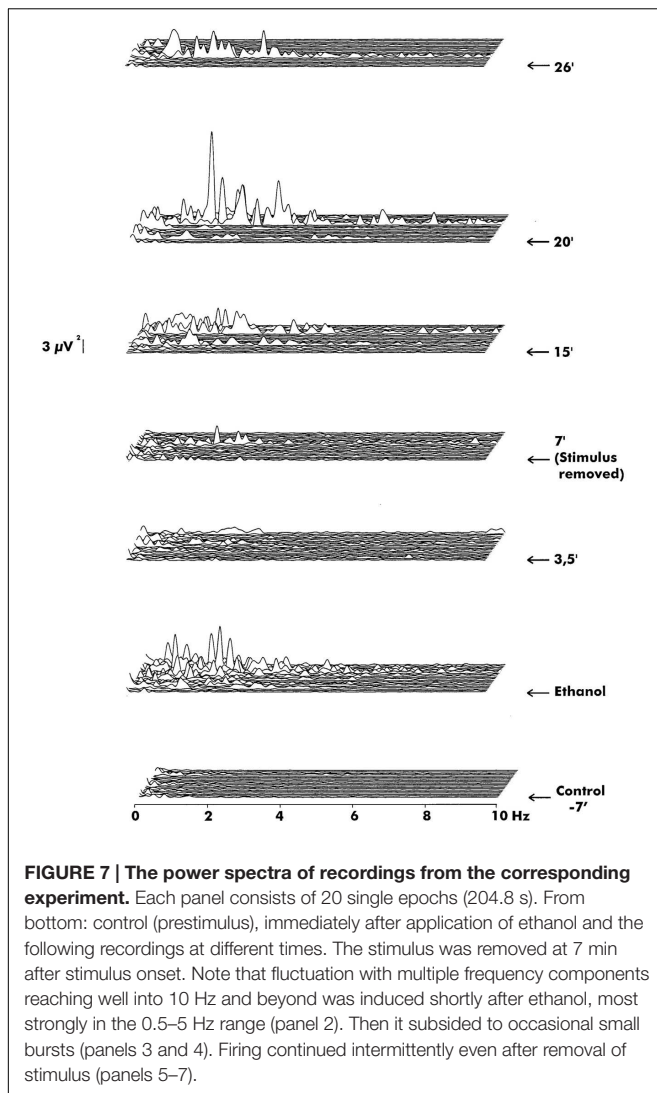 ← 26'
← 20'
3 μV² |
← 15'
7'
← (Stimulus
removed)
← 3,5'
← Ethanol
← Control
-7'
0 2 4 6 8 10 Hz
FIGURE 7 | The power spectra of recordings from the corresponding
experiment. Each panel consists of 20 single epochs (204.8 s). From
bottom: control (prestimulus), immediately after application of ethanol and the
following recordings at different times. The stimulus was removed at 7 min
after stimulus onset. Note that fluctuation with multiple frequency components
reaching well into 10 Hz and beyond was induced shortly after ethanol, most
strongly in the 0.5–5 Hz range (panel 2). Then it subsided to occasional small
bursts (panels 3 and 4). Firing continued intermittently even after removal of
stimulus (panels 5–7).